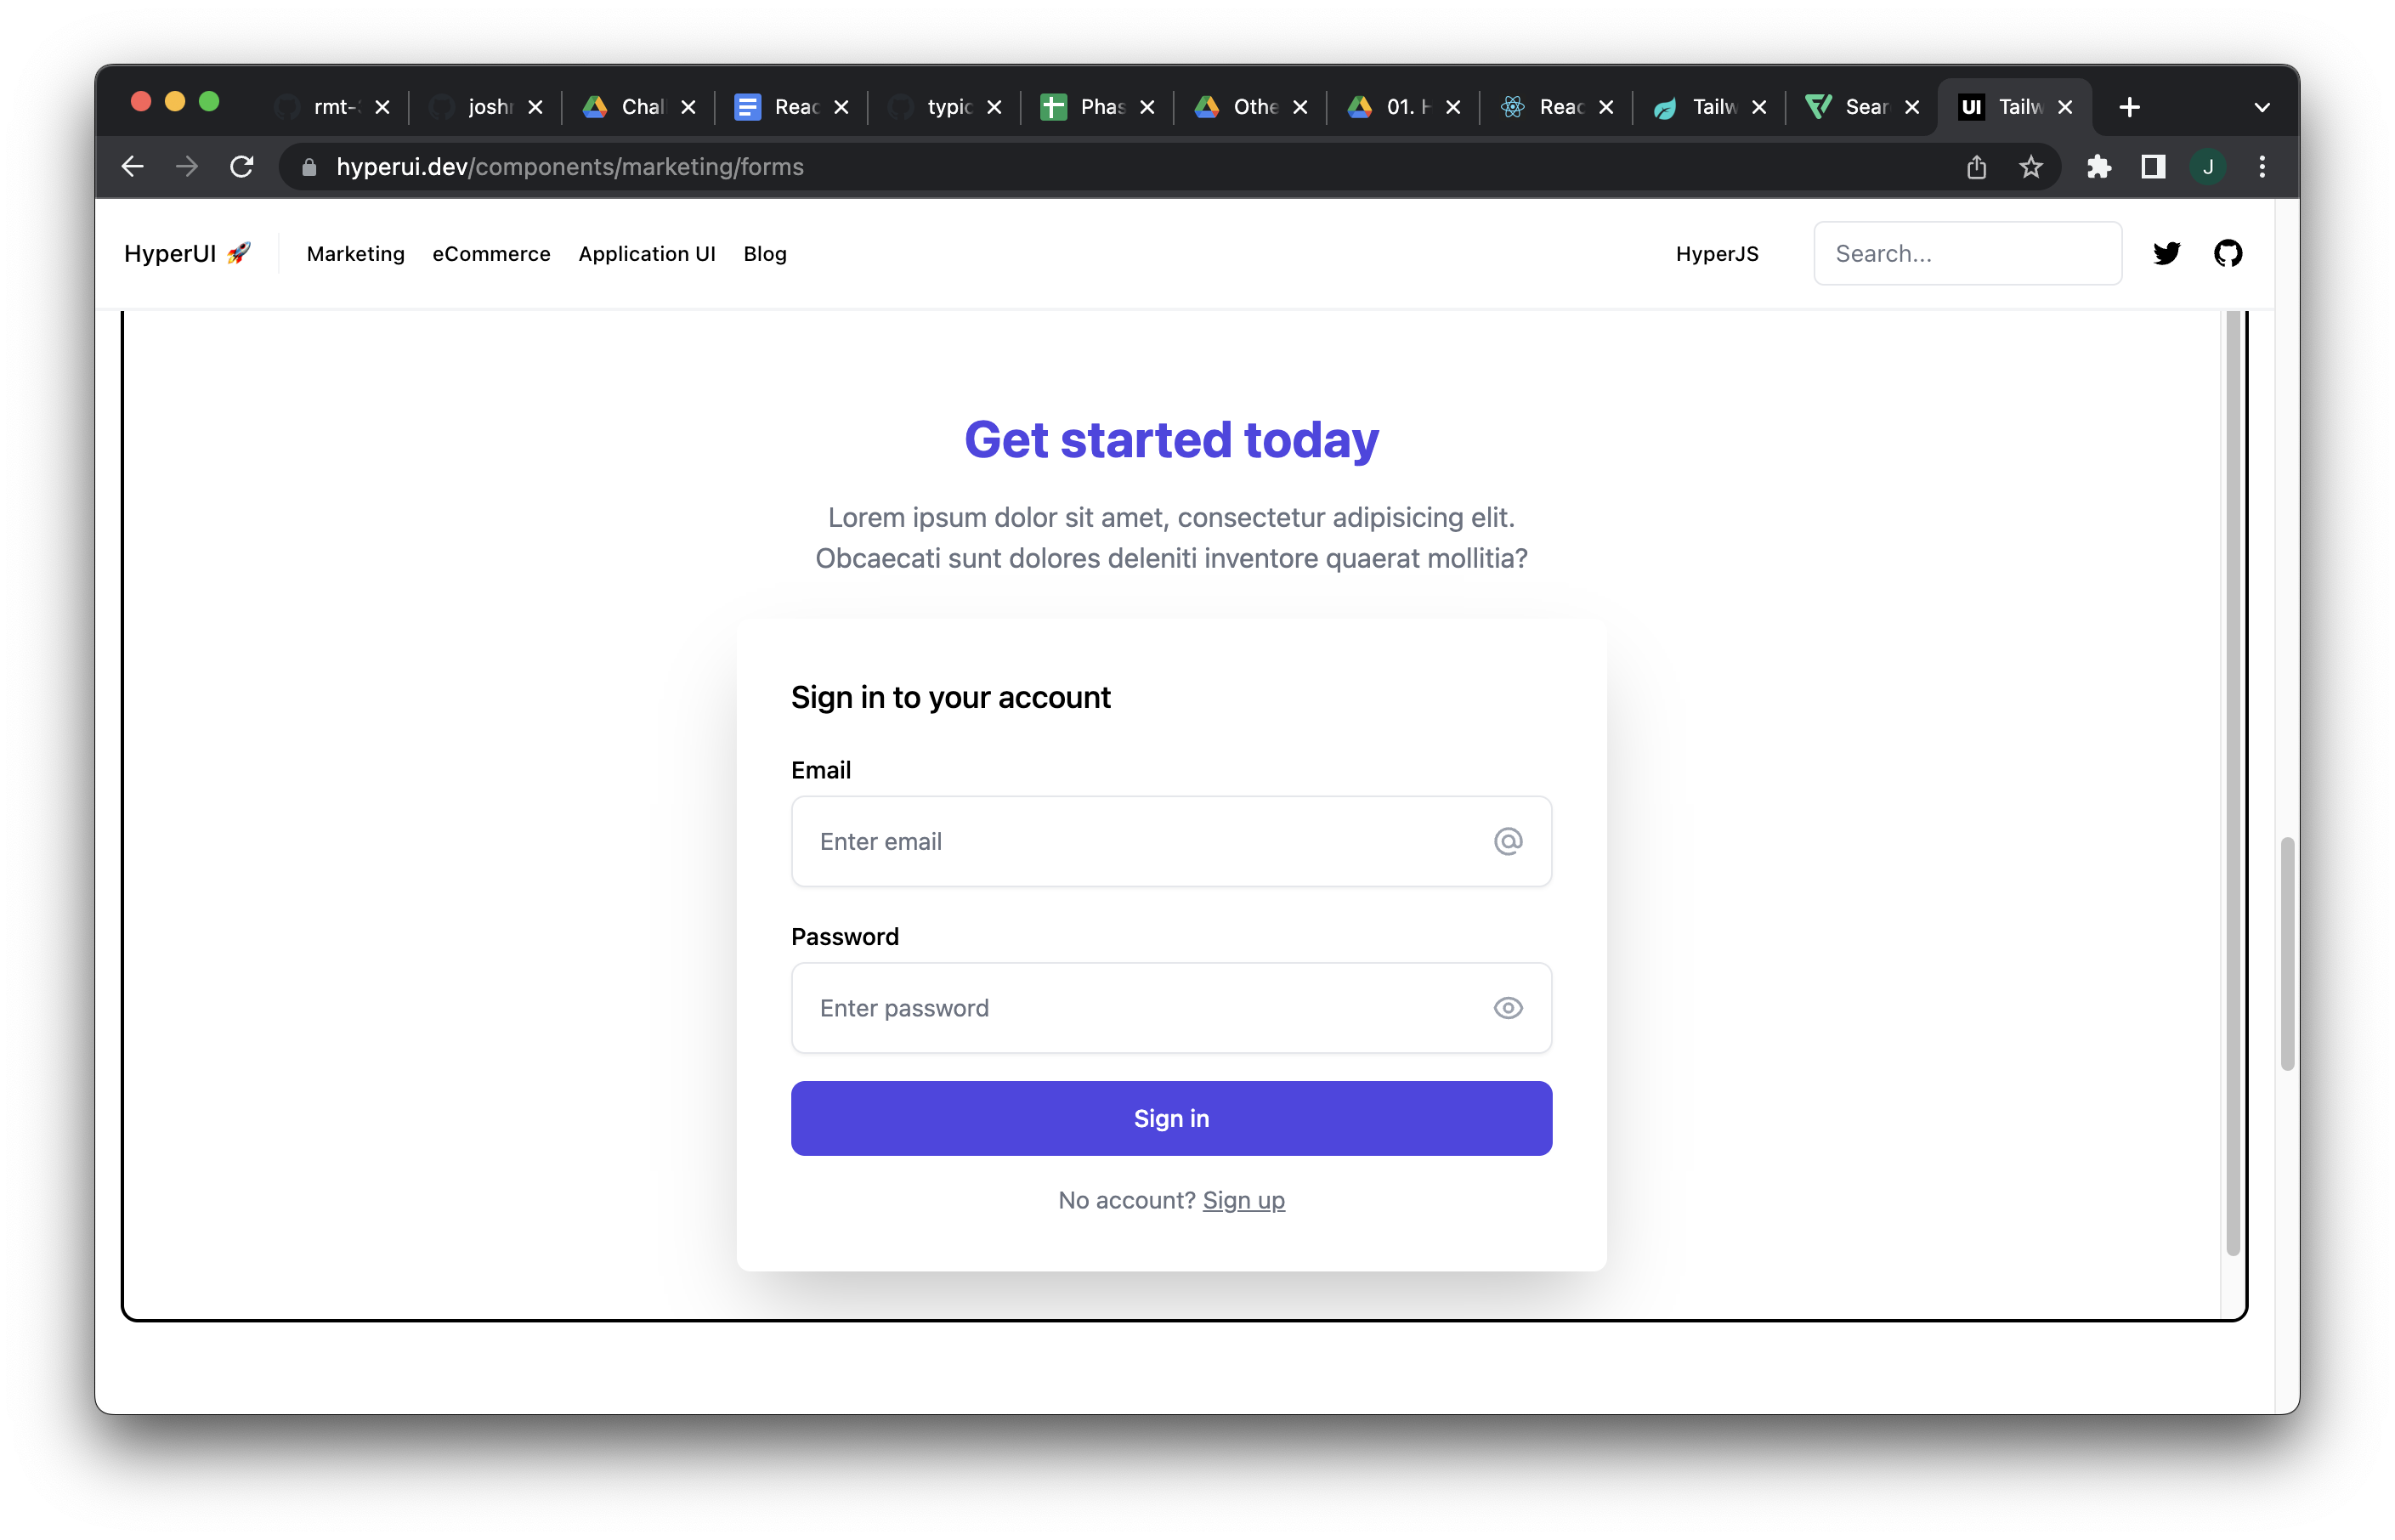 rmt- joshr Chal Reac typic Phas Othe 01. Reac Tailw Sear UI Tailw
hyperui.dev/components/marketing/forms J
HyperUI 🚀 Marketing eCommerce Application UI Blog HyperJS Search...
Get started today
Lorem ipsum dolor sit amet, consectetur adipisicing elit.
Obcaecati sunt dolores deleniti inventore quaerat mollitia?
Sign in to your account
Email
Enter email
Password
Enter password
Sign in
No account? Sign up